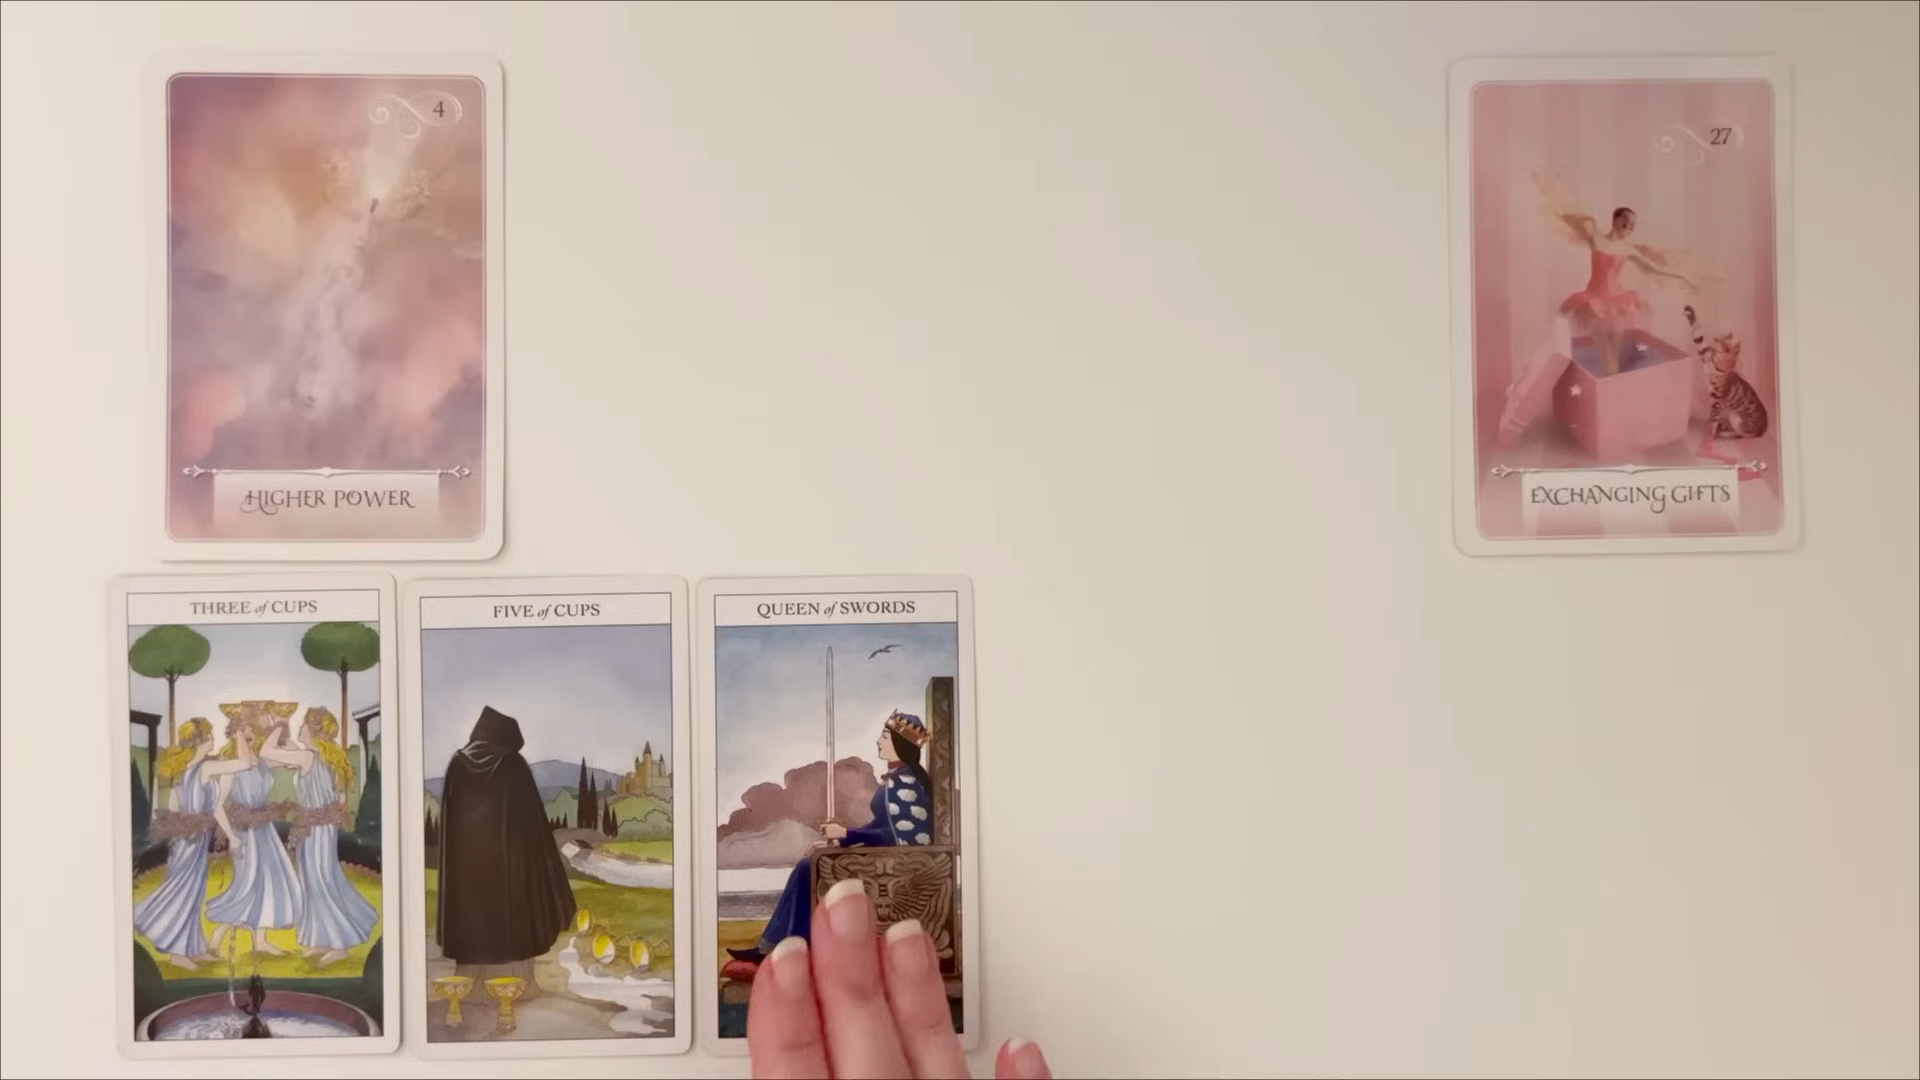 4
HIGHER POWER
27
EXCHANGING GIFTS
THREE of CUPS
FIVE of CUPS
QUEEN of SWORDS